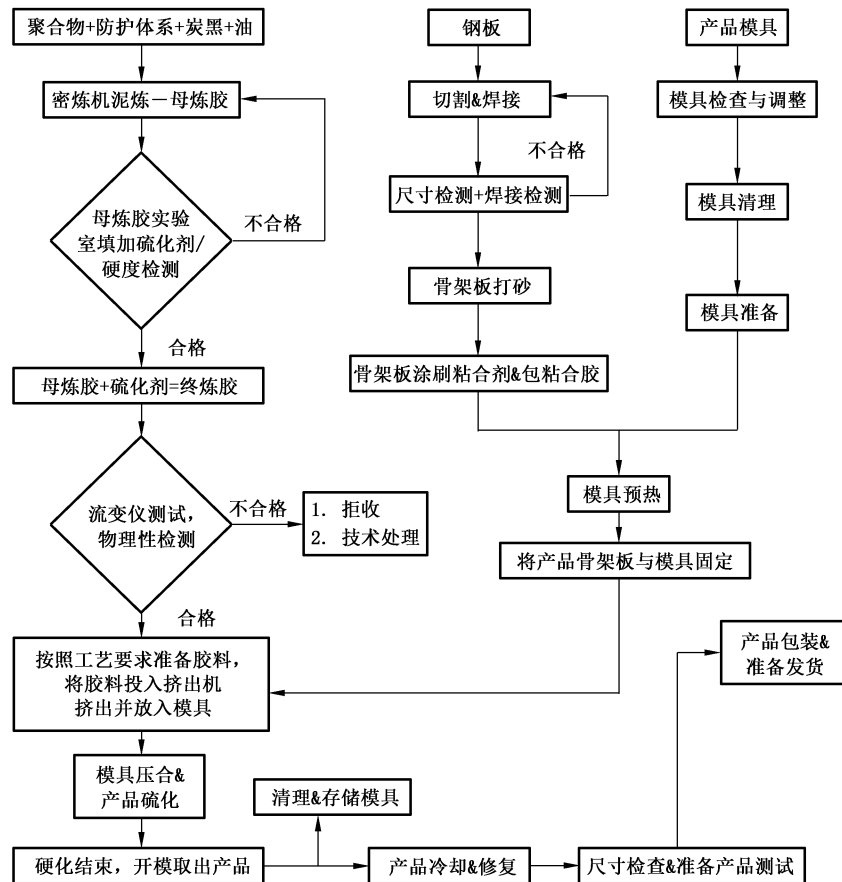 聚合物+防护体系+炭黑+油
密炼机泥炼－母炼胶
母炼胶实验
室填加硫化剂/
硬度检测
不合格
合格
母炼胶+硫化剂=终炼胶
流变仪测试，
物理性检测
不合格
1. 拒收
2. 技术处理
合格
按照工艺要求准备胶料，
将胶料投入挤出机
挤出并放入模具
模具压合&
产品硫化
硬化结束，开模取出产品
清理&存储模具
产品冷却&修复
尺寸检查&准备产品测试
产品包装&
准备发货
钢板
切割&焊接
不合格
尺寸检测+焊接检测
骨架板打砂
骨架板涂刷粘合剂&包粘合胶
产品模具
模具检查与调整
模具清理
模具准备
模具预热
将产品骨架板与模具固定